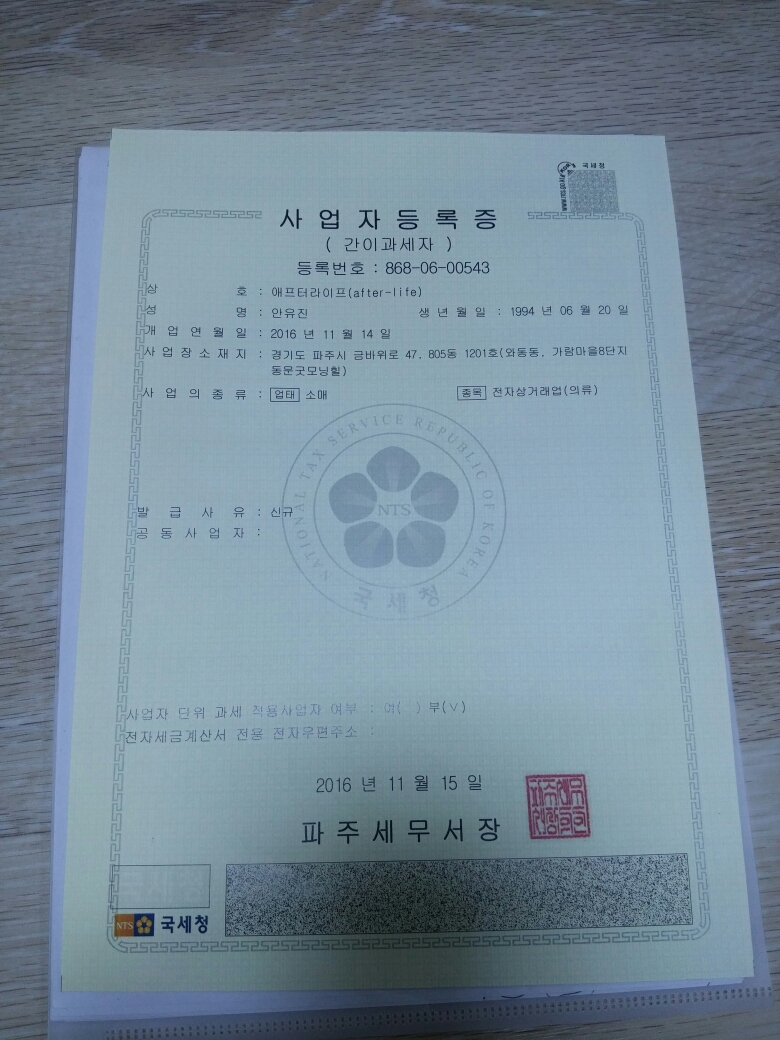 국세청
사업자등록증
( 간이과세자 )
등록번호 : 868-06-00543
상 호 : 애프터라이프(after-life)
성 명 : 안유진 생년월일 : 1994 년 06 월 20 일
개업연월일 : 2016 년 11 월 14 일
사업장소재지 : 경기도 파주시 금바위로 47, 805동 1201호(와동동, 가람마을8단지
동문굿모닝힐)
사업의종류 : 업태 소매 종목 전자상거래업(의류)
NATIONAL TAX SERVICE REPUBLIC OF KOREA
NTS
국세청
발급사유 : 신규
공동사업자 :
사업자 단위 과세 적용사업자 여부 : 여( ) 부(∨)
전자세금계산서 전용 전자우편주소 :
2016 년 11 월 15 일
파주세무서장
국세청
NTS 국세청